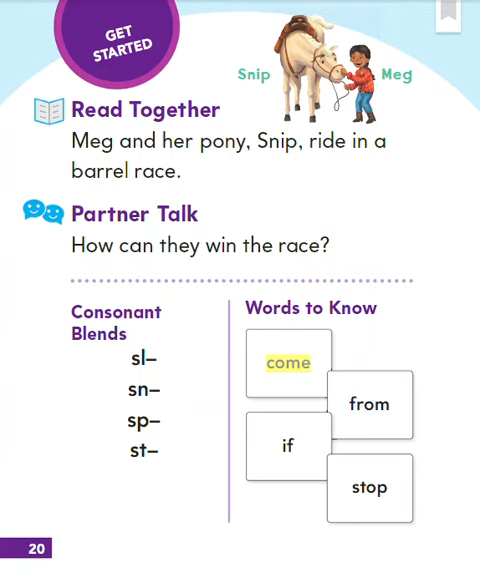 GET
STARTED
Snip
Meg
Read Together
Meg and her pony, Snip, ride in a
barrel race.
Partner Talk
How can they win the race?
Consonant
Blends
sl–
sn–
sp–
st–
Words to Know
come
from
if
stop
20